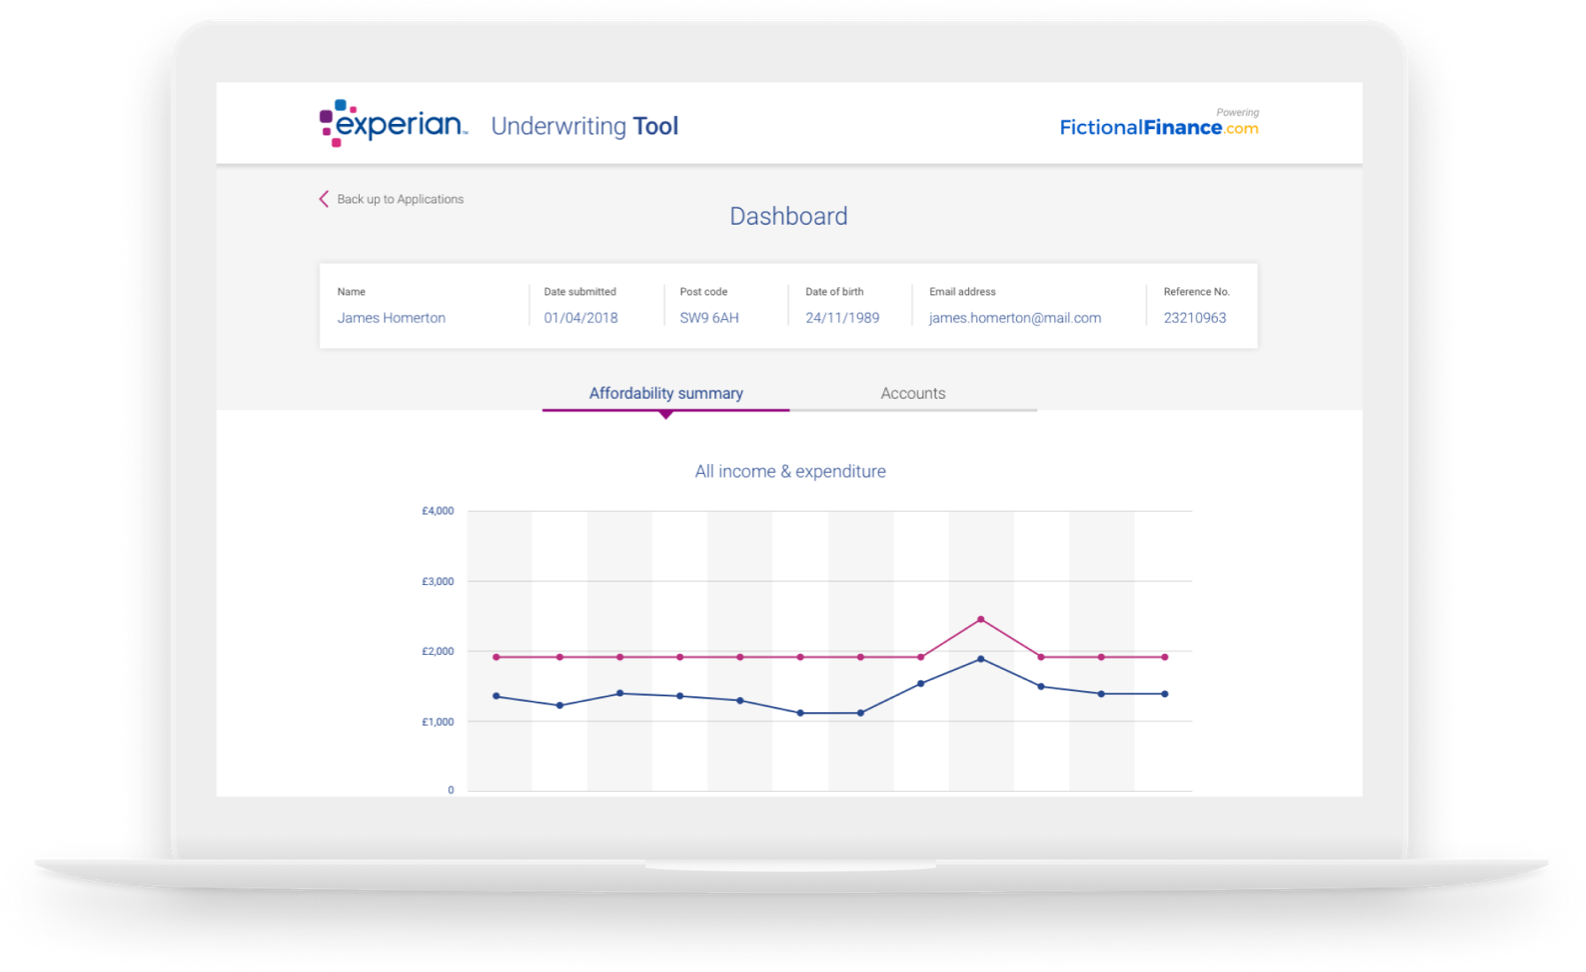 experian™ Underwriting Tool
Powering
FictionalFinance.com
Back up to Applications
Dashboard
Name Date submitted Post code Date of birth Email address Reference No.
James Homerton 01/04/2018 SW9 6AH 24/11/1989 james.homerton@mail.com 23210963
Affordability summary Accounts
All income & expenditure
£4,000
£3,000
£2,000
£1,000
0